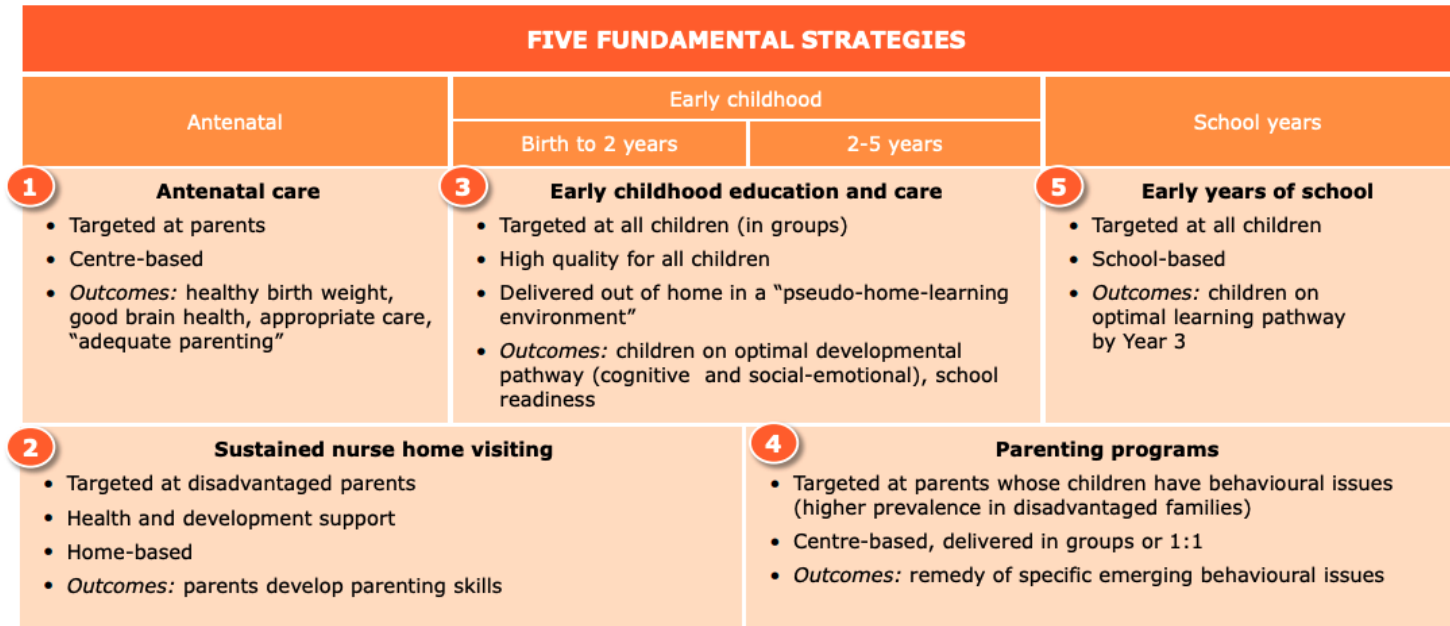 FIVE FUNDAMENTAL STRATEGIES
Antenatal
Early childhood
Birth to 2 years
2-5 years
School years
1
Antenatal care
• Targeted at parents
• Centre-based
• Outcomes: healthy birth weight,
good brain health, appropriate care,
“adequate parenting”
3
Early childhood education and care
• Targeted at all children (in groups)
• High quality for all children
• Delivered out of home in a “pseudo-home-learning
environment”
• Outcomes: children on optimal developmental
pathway (cognitive and social-emotional), school
readiness
5
Early years of school
• Targeted at all children
• School-based
• Outcomes: children on
optimal learning pathway
by Year 3
2
Sustained nurse home visiting
• Targeted at disadvantaged parents
• Health and development support
• Home-based
• Outcomes: parents develop parenting skills
4
Parenting programs
• Targeted at parents whose children have behavioural issues
(higher prevalence in disadvantaged families)
• Centre-based, delivered in groups or 1:1
• Outcomes: remedy of specific emerging behavioural issues